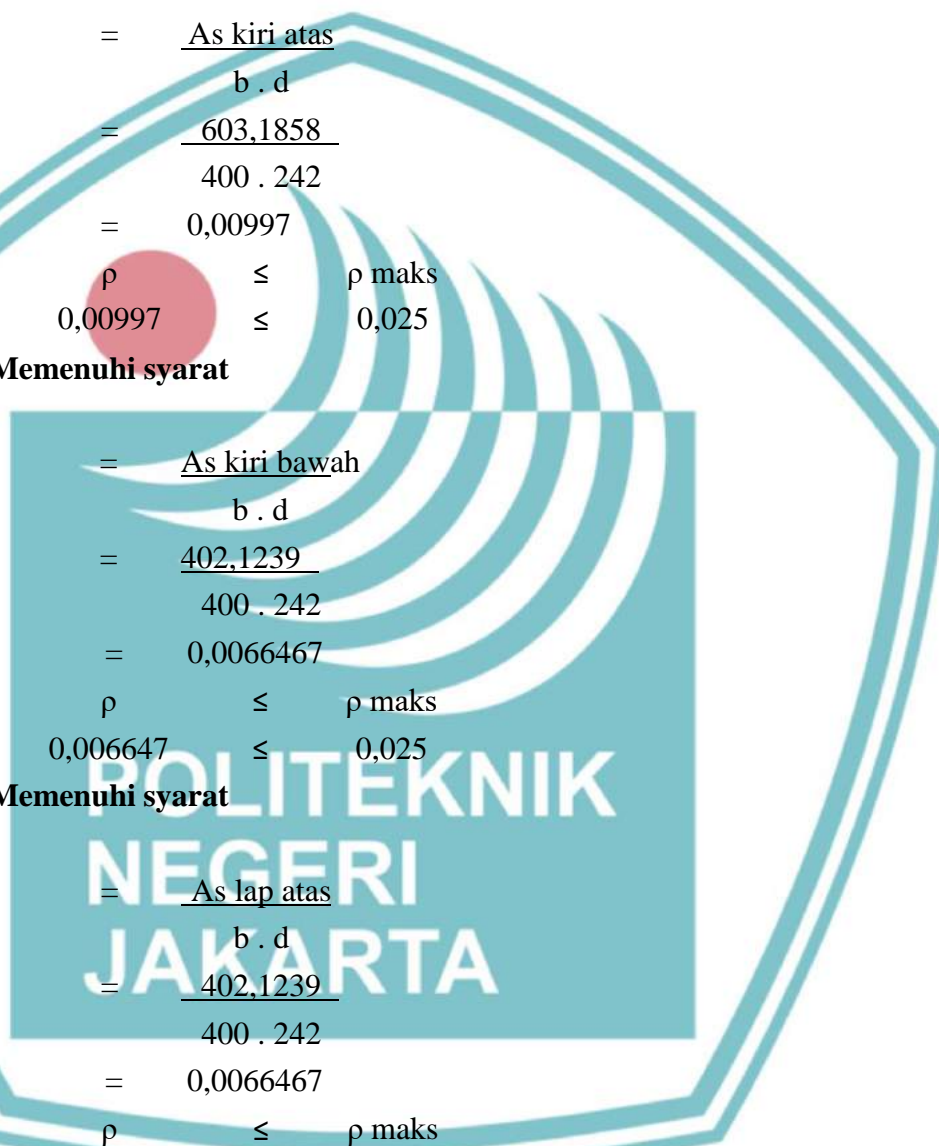 = As kiri atas
b . d
= 603,1858
400 . 242
= 0,00997
ρ ≤ ρ maks
0,00997 ≤ 0,025
Memenuhi syarat
= As kiri bawah
b . d
= 402,1239
400 . 242
= 0,0066467
ρ ≤ ρ maks
0,006647 ≤ 0,025
Memenuhi syarat
= As lap atas
b . d
= 402,1239
400 . 242
= 0,0066467
ρ ≤ ρ maks
POLITEKNIK
NEGERI
JAKARTA